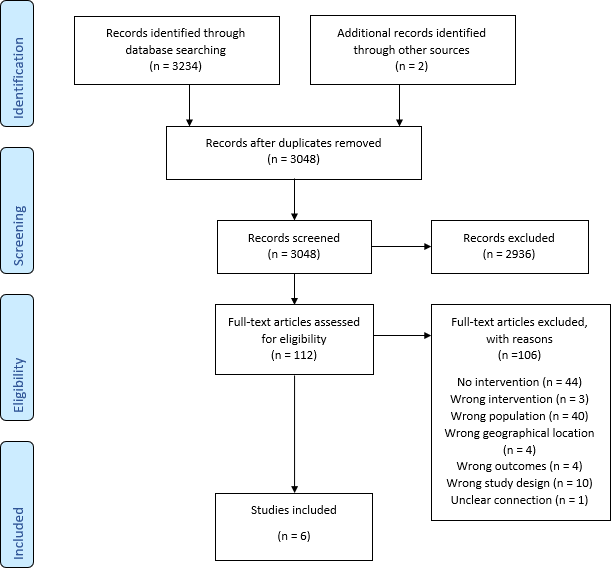 Identification
Records identified through
database searching
(n = 3234)
Additional records identified
through other sources
(n = 2)
Records after duplicates removed
(n = 3048)
Screening
Records screened
(n = 3048)
Records excluded
(n = 2936)
Eligibility
Full-text articles assessed
for eligibility
(n = 112)
Full-text articles excluded,
with reasons
(n =106)
No intervention (n = 44)
Wrong intervention (n = 3)
Wrong population (n = 40)
Wrong geographical location
(n = 4)
Wrong outcomes (n = 4)
Wrong study design (n = 10)
Unclear connection (n = 1)
Included
Studies included
(n = 6)